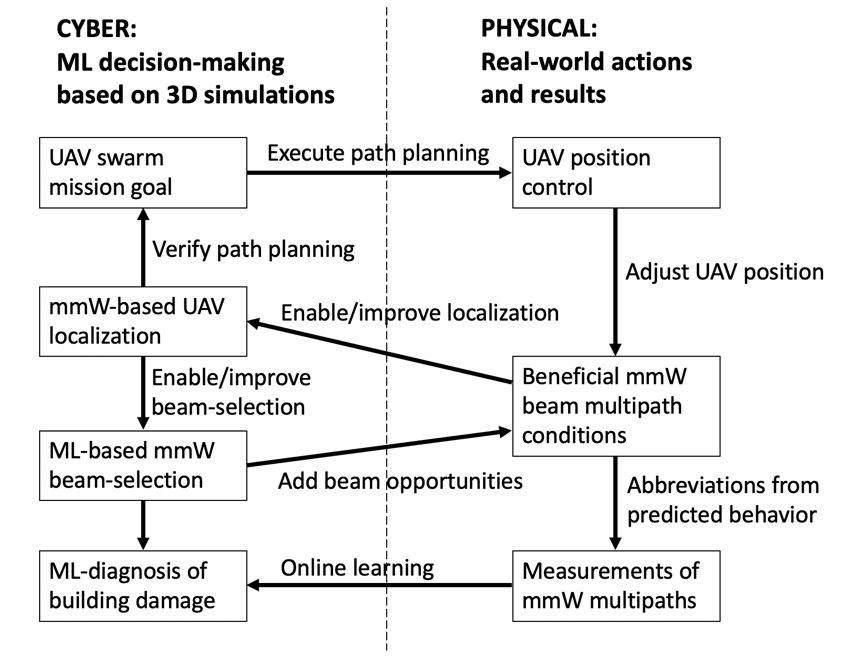 CYBER:
ML decision-making
based on 3D simulations
PHYSICAL:
Real-world actions
and results
UAV swarm
mission goal
Execute path planning
UAV position
control
Verify path planning
Adjust UAV position
mmW-based UAV
localization
Enable/improve localization
Enable/improve
beam-selection
Beneficial mmW
beam multipath
conditions
ML-based mmW
beam-selection
Add beam opportunities
Abbreviations from
predicted behavior
ML-diagnosis of
building damage
Online learning
Measurements of
mmW multipaths